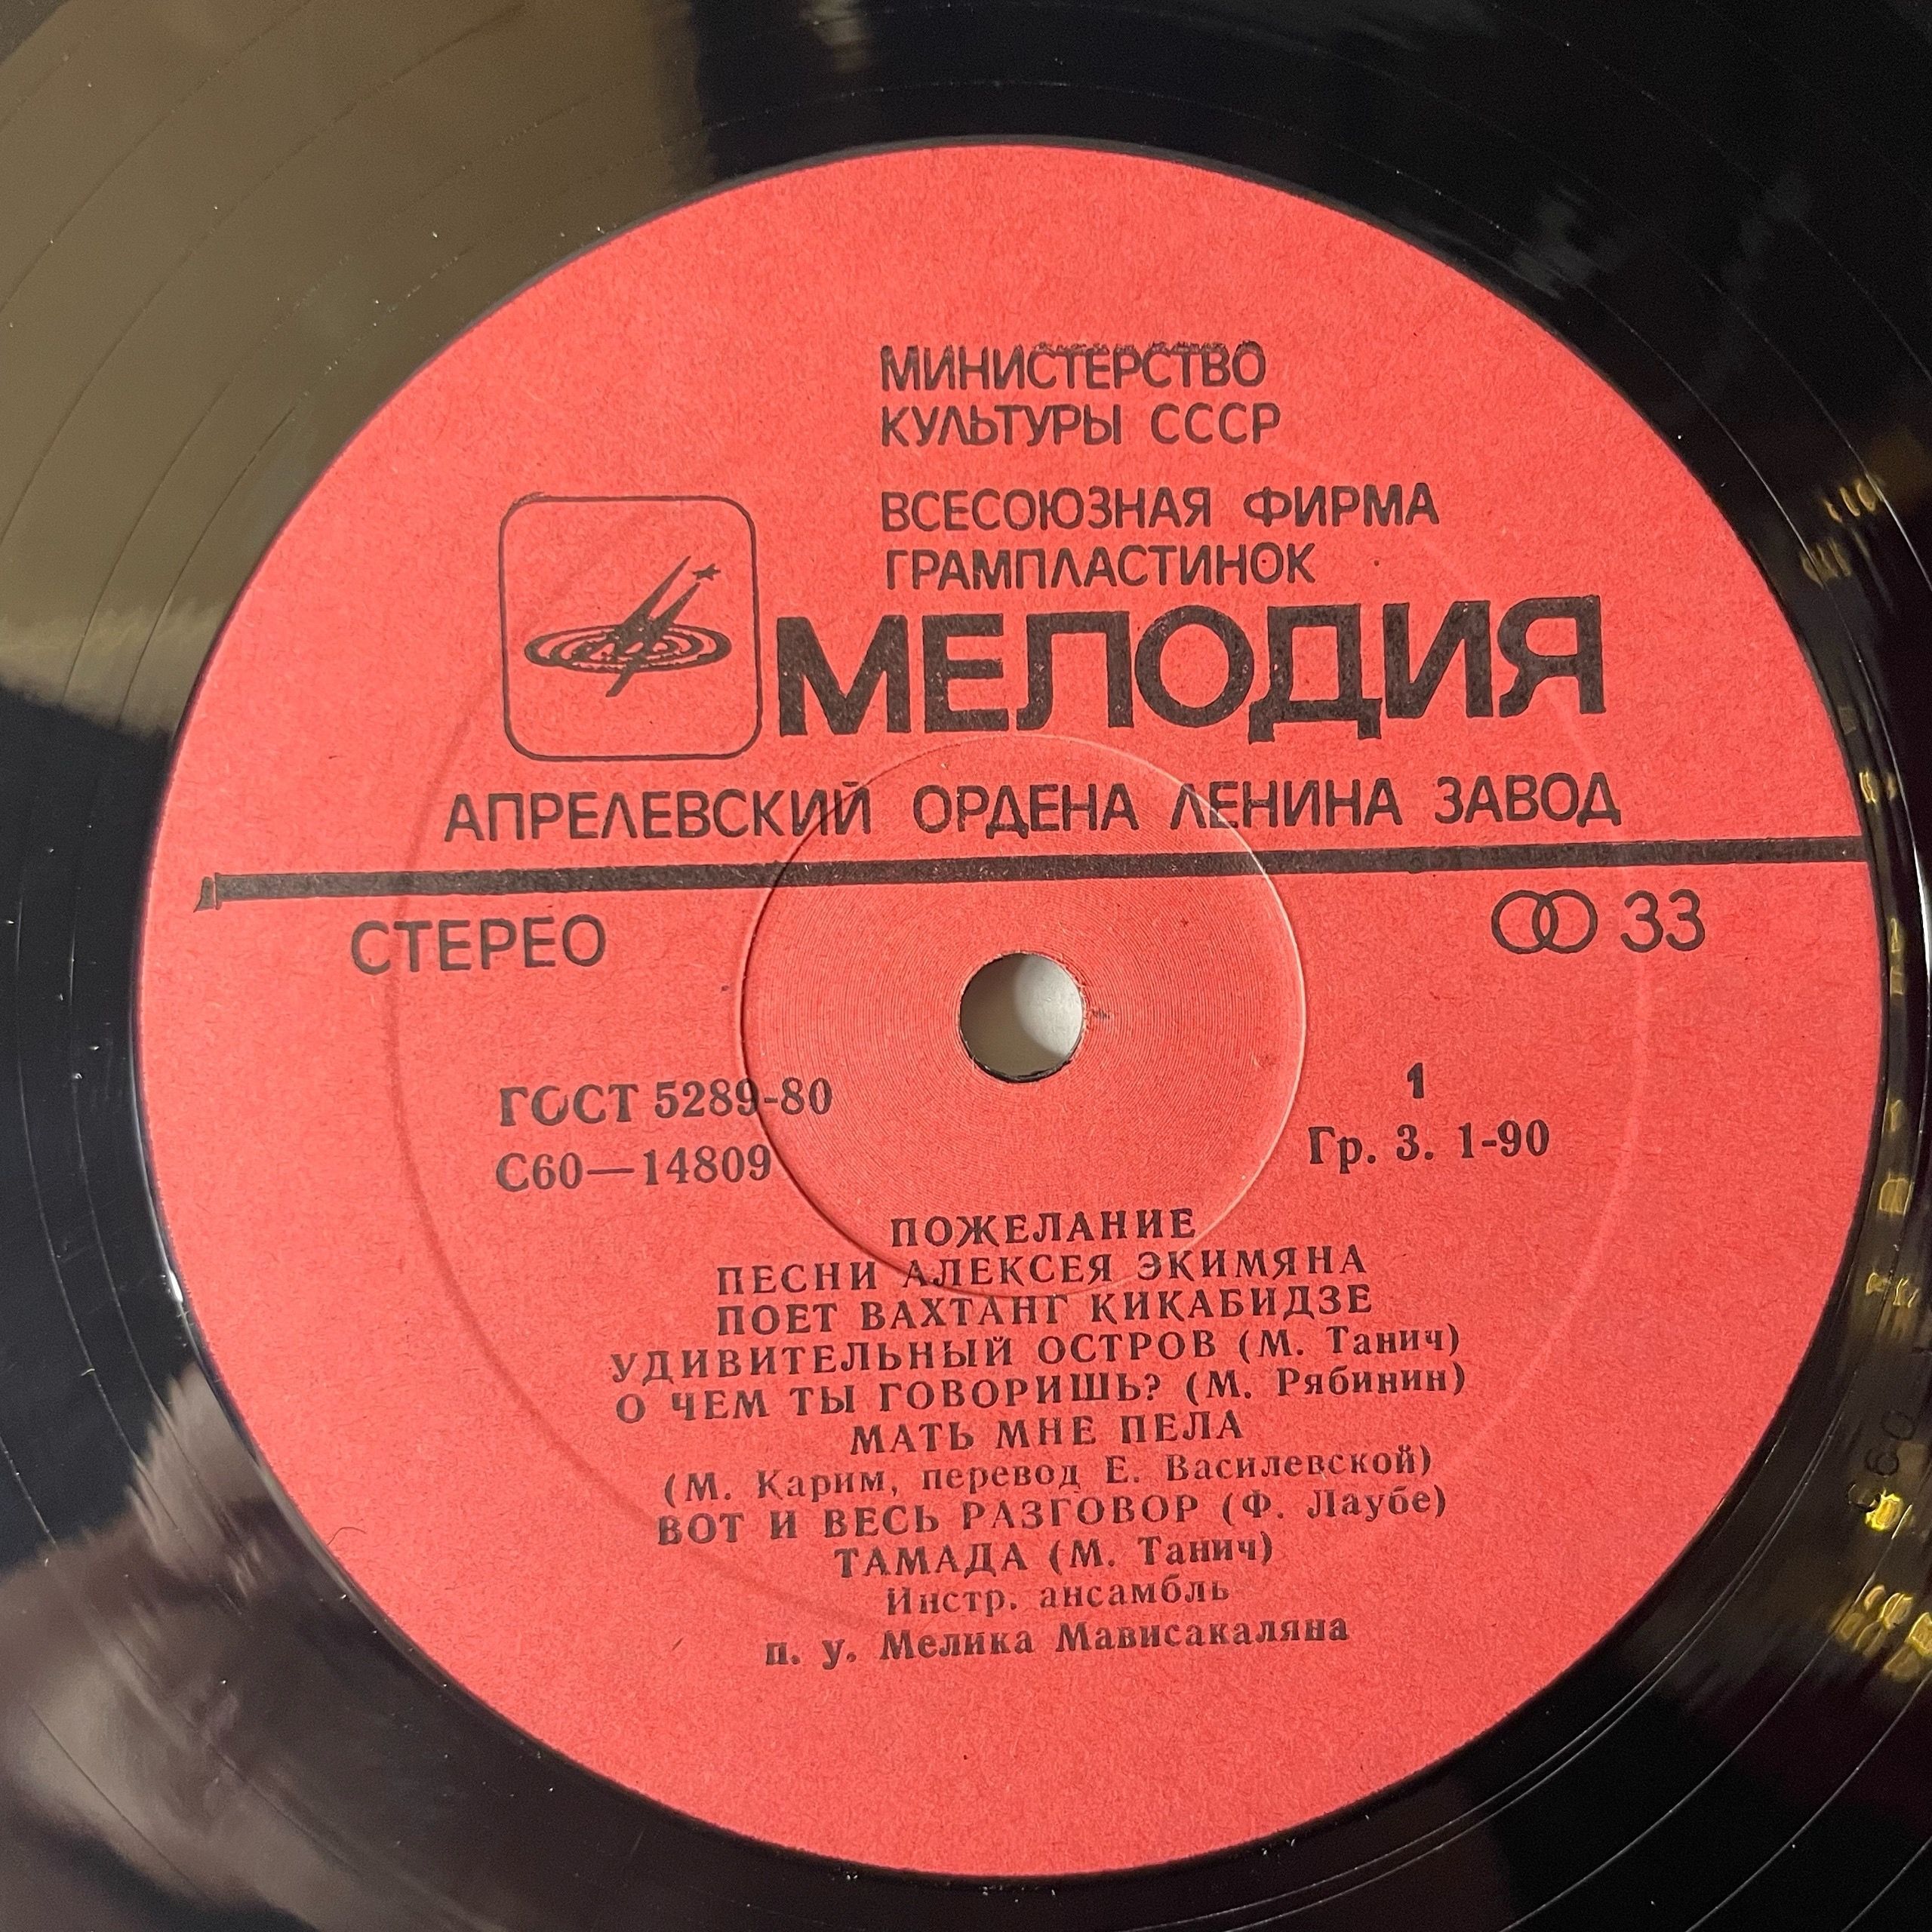 МИНИСТЕРСТВО
КУЛЬТУРЫ СССР
ВСЕСОЮЗНАЯ ФИРМА
ГРАМПЛАСТИНОК
МЕЛОДИЯ
АПРЕЛЕВСКИЙ ОРДЕНА ЛЕНИНА ЗАВОД
СТЕРЕО
33
ГОСТ 5289-80
1
С60—14809
Гр. 3. 1-90
ПОЖЕЛАНИЕ
ПЕСНИ АЛЕКСЕЯ ЭКИМЯНА
ПОЕТ ВАХТАНГ КИКАБИДЗЕ
УДИВИТЕЛЬНЫЙ ОСТРОВ (М. Танич)
О ЧЕМ ТЫ ГОВОРИШЬ? (М. Рябинин)
МАТЬ МНЕ ПЕЛА
(М. Карим, перевод Е. Василевской)
ВОТ И ВЕСЬ РАЗГОВОР (Ф. Лаубе)
ТАМАДА (М. Танич)
Инстр. ансамбль
п. у. Мелика Мависакаляна